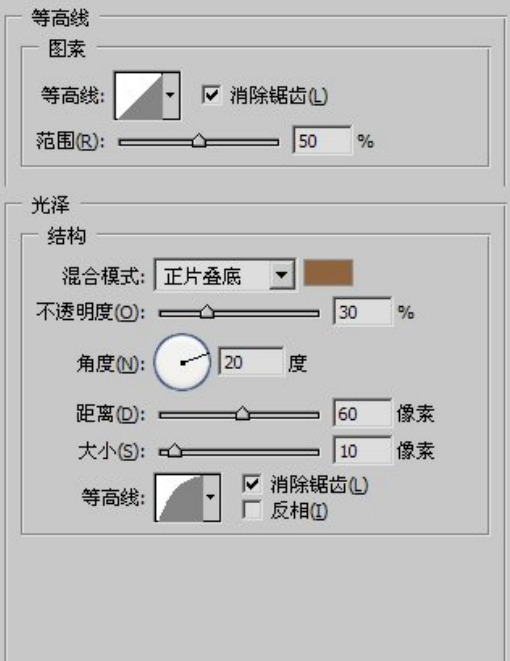 等高线
图素
等高线: 消除锯齿(L)
范围(R): 50 %
光泽
结构
混合模式: 正片叠底
不透明度(O): 30 %
角度(N): 20 度
距离(D): 60 像素
大小(S): 10 像素
等高线: 消除锯齿(L)
反相(I)